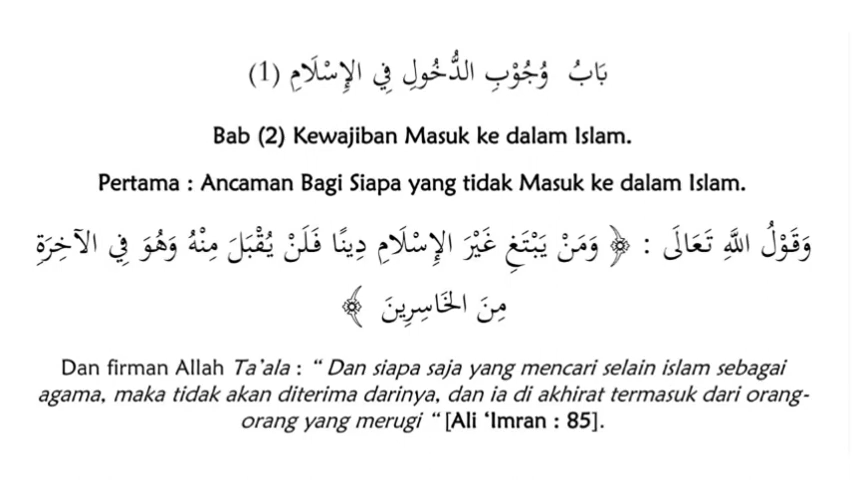 بَابُ وُجُوْبِ الدُّخُولِ فِي الإِسْلَامِ (1)
Bab (2) Kewajiban Masuk ke dalam Islam.
Pertama : Ancaman Bagi Siapa yang tidak Masuk ke dalam Islam.
وَقَوْلُ اللَّهِ تَعَالَى : ﴿ وَمَنْ يَبْتَغِ غَيْرَ الإِسْلَامِ دِينًا فَلَنْ يُقْبَلَ مِنْهُ وَهُوَ فِي الآخِرَةِ
مِنَ الخَاسِرِينَ ﴾
Dan firman Allah Ta’ala : “ Dan siapa saja yang mencari selain islam sebagai
agama, maka tidak akan diterima darinya, dan ia di akhirat termasuk dari orang-
orang yang merugi “ [Ali ‘Imran : 85].